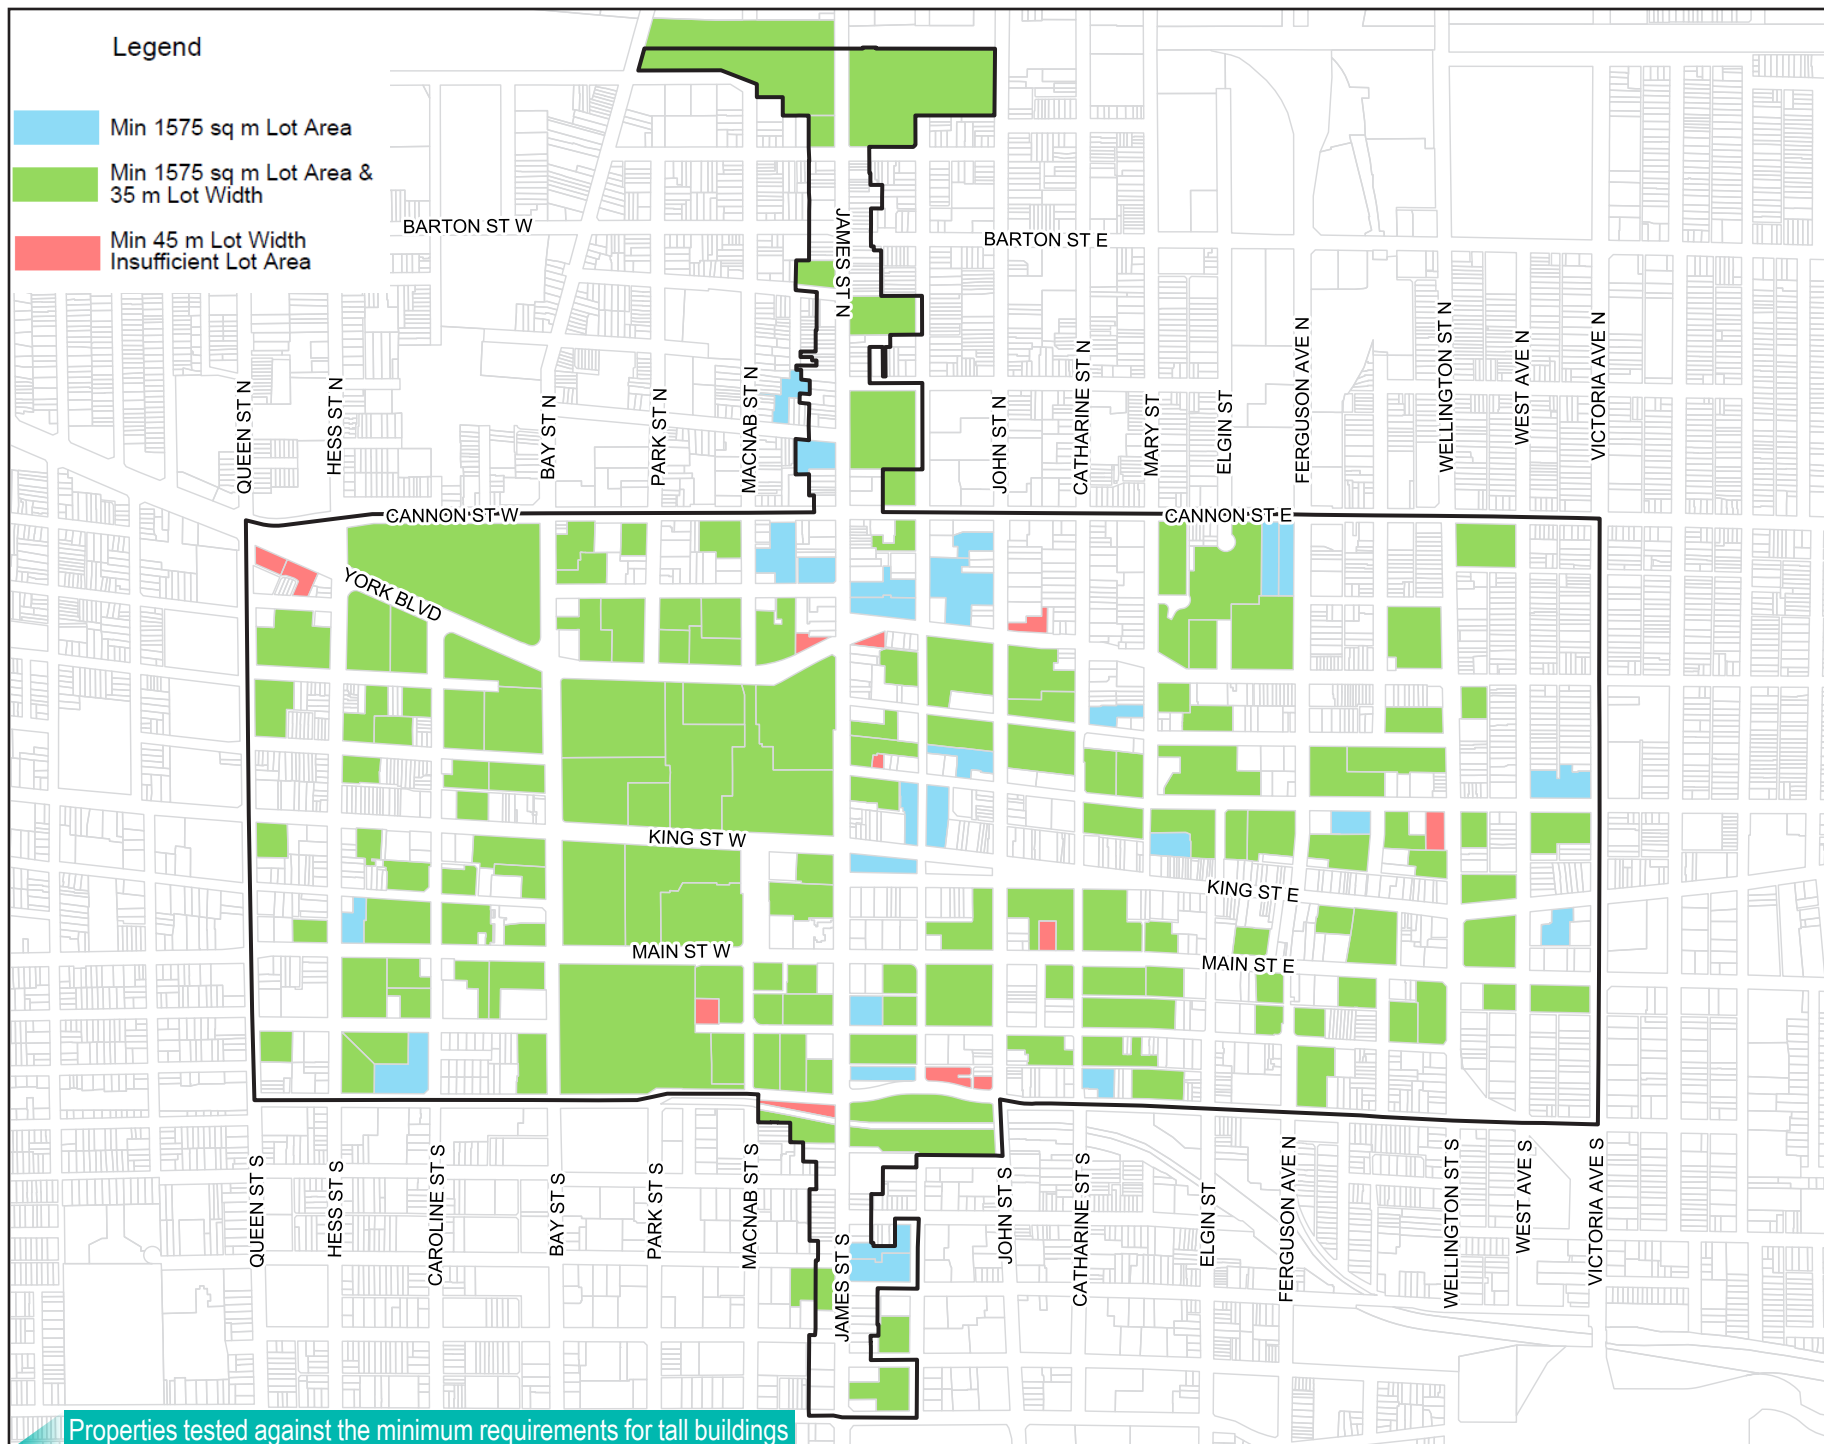 Legend
Min 1575 sq m Lot Area
Min 1575 sq m Lot Area &
35 m Lot Width
Min 45 m Lot Width
Insufficient Lot Area
BARTON ST W
BARTON ST E
JAMES ST N
QUEEN ST N
HESS ST N
BAY ST N
PARK ST N
MACNAB ST N
JOHN ST N
CATHARINE ST N
MARY ST
ELGIN ST
FERGUSON AVE N
WELLINGTON ST N
WEST AVE N
VICTORIA AVE N
CANNON ST W
CANNON ST E
YORK BLVD
KING ST W
KING ST E
MAIN ST W
MAIN ST E
QUEEN ST S
HESS ST S
CAROLINE ST S
BAY ST S
PARK ST S
MACNAB ST S
JAMES ST S
JOHN ST S
CATHARINE ST S
ELGIN ST
FERGUSON AVE N
WELLINGTON ST S
WEST AVE S
VICTORIA AVE S
Properties tested against the minimum requirements for tall buildings